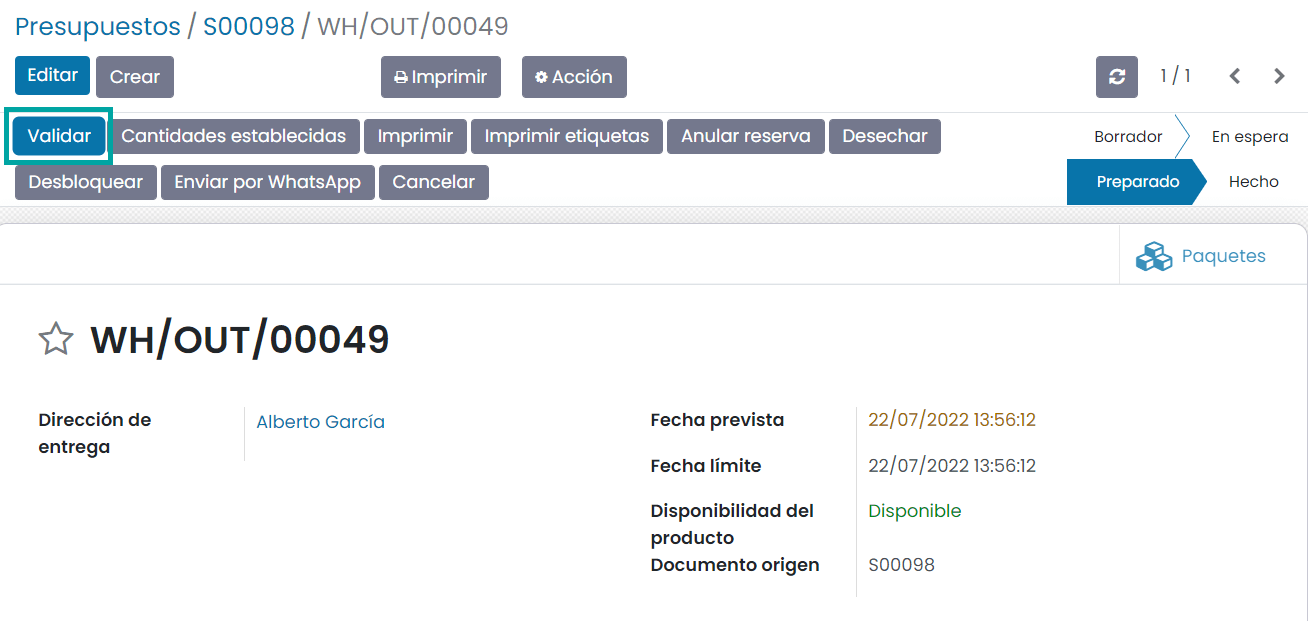 Presupuestos / S00098 / WH/OUT/00049
Editar Crear Imprimir Acción 1 / 1
Validar Cantidades establecidas Imprimir Imprimir etiquetas Anular reserva Desechar Borrador En espera
Desbloquear Enviar por WhatsApp Cancelar Preparado Hecho
Paquetes
WH/OUT/00049
Dirección de
entrega
Alberto García
Fecha prevista 22/07/2022 13:56:12
Fecha límite 22/07/2022 13:56:12
Disponibilidad del
producto
Disponible
Documento origen S00098